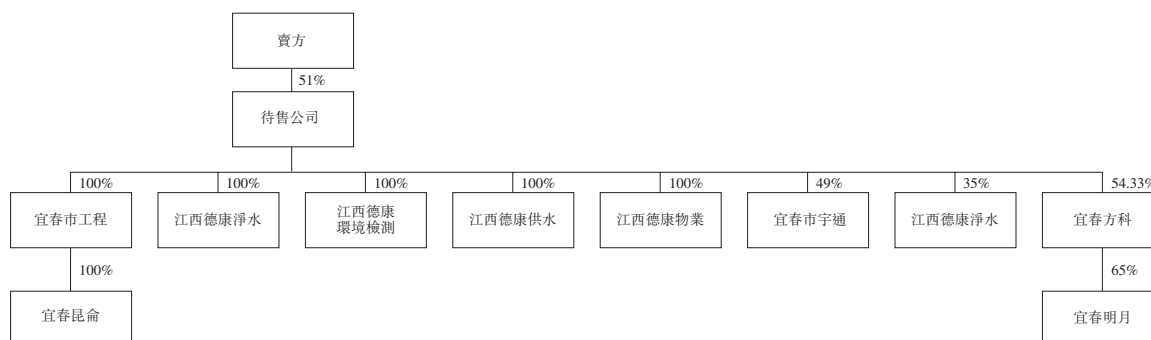 賣方
51%
待售公司
100%
100%
100%
100%
100%
49%
35%
54.33%
宜春市工程
江西德康淨水
江西德康
環境檢測
江西德康供水
江西德康物業
宜春市宇通
江西德康淨水
宜春方科
100%
65%
宜春昆侖
宜春明月